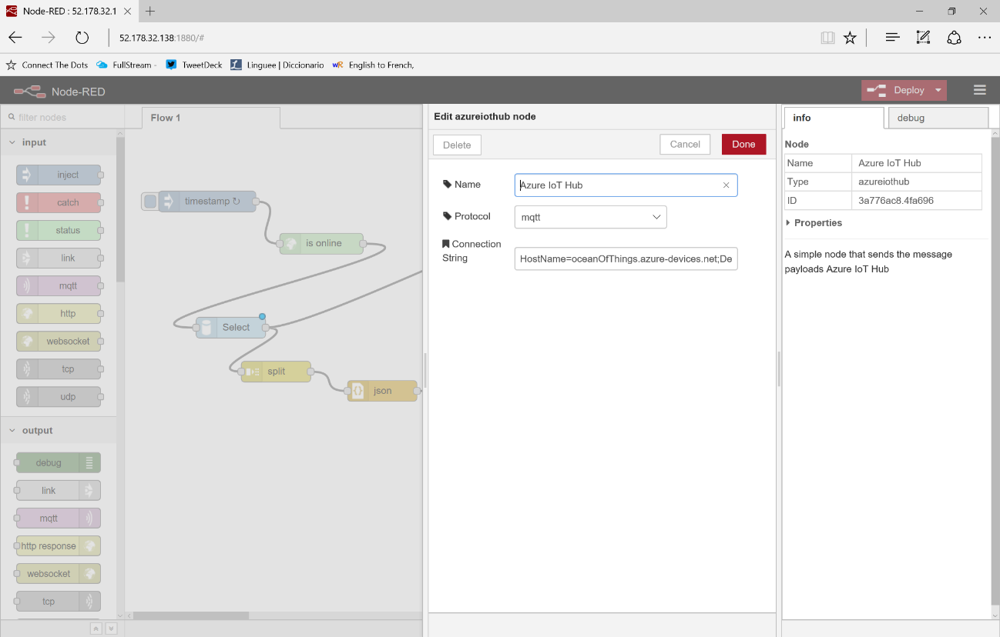 Node-RED : 52.178.32.1
52.178.32.138:1880/#
Connect The Dots
FullStream -
TweetDeck
Linguee | Diccionario
wR English to French,
Node-RED
Deploy
filter nodes
input
inject
catch
status
link
mqtt
http
websocket
tcp
udp
output
debug
link
mqtt
http response
websocket
tcp
Flow 1
timestamp ↻
is online
Select
split
json
Edit azureiothub node
Delete
Cancel
Done
Name
Azure IoT Hub
Protocol
mqtt
Connection
String
HostName=oceanOfThings.azure-devices.net;De
info
debug
Node
Name Azure IoT Hub
Type azureiothub
ID 3a776ac8.4fa696
Properties
A simple node that sends the message
payloads Azure IoT Hub